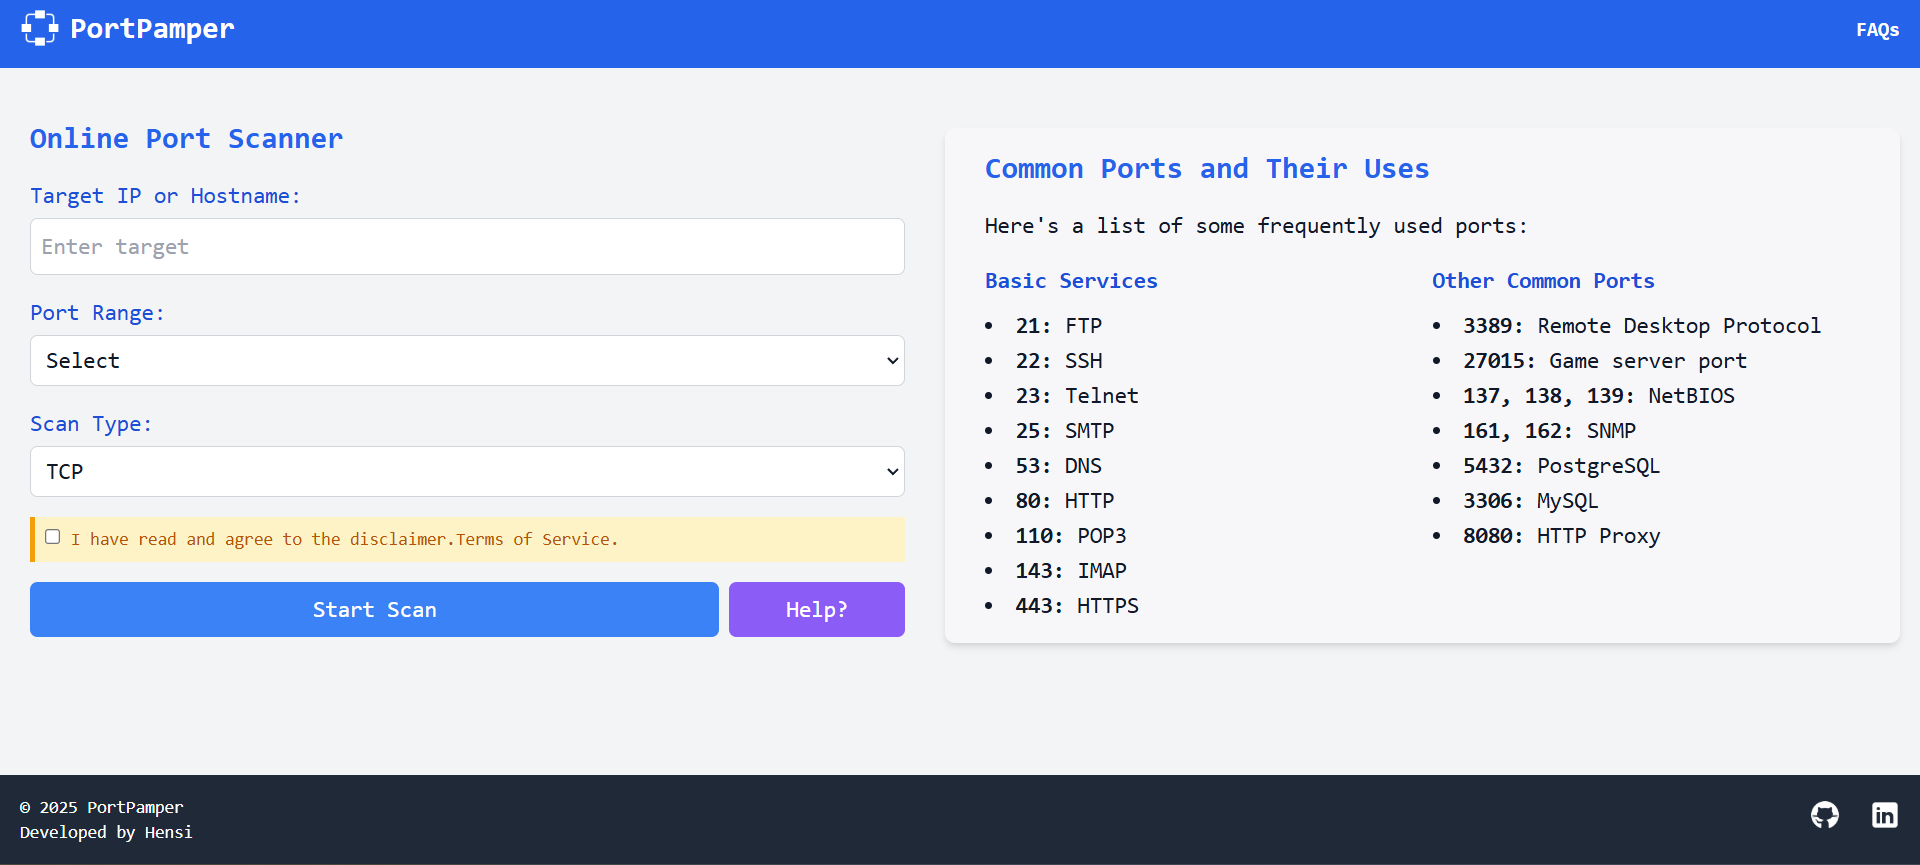 PortPamper
FAQs
Online Port Scanner
Target IP or Hostname:
Enter target
Port Range:
Select
Scan Type:
TCP
I have read and agree to the disclaimer.Terms of Service.
Start Scan
Help?
Common Ports and Their Uses
Here's a list of some frequently used ports:
Basic Services
21: FTP
22: SSH
23: Telnet
25: SMTP
53: DNS
80: HTTP
110: POP3
143: IMAP
443: HTTPS
Other Common Ports
3389: Remote Desktop Protocol
27015: Game server port
137, 138, 139: NetBIOS
161, 162: SNMP
5432: PostgreSQL
3306: MySQL
8080: HTTP Proxy
© 2025 PortPamper
Developed by Hensi
in